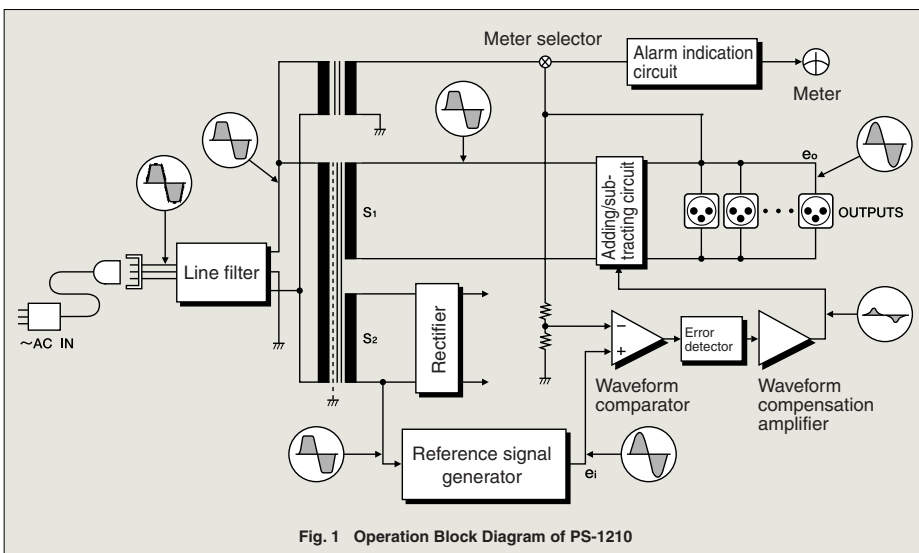 Meter selector
Alarm indication
circuit
Meter
eo
Adding/sub-
tracting circuit
S1
OUTPUTS
Line filter
~AC IN
S2
Rectifier
−
+
Error
detector
Waveform
comparator
Waveform
compensation
amplifier
Reference signal
generator
ei
Fig. 1 Operation Block Diagram of PS-1210